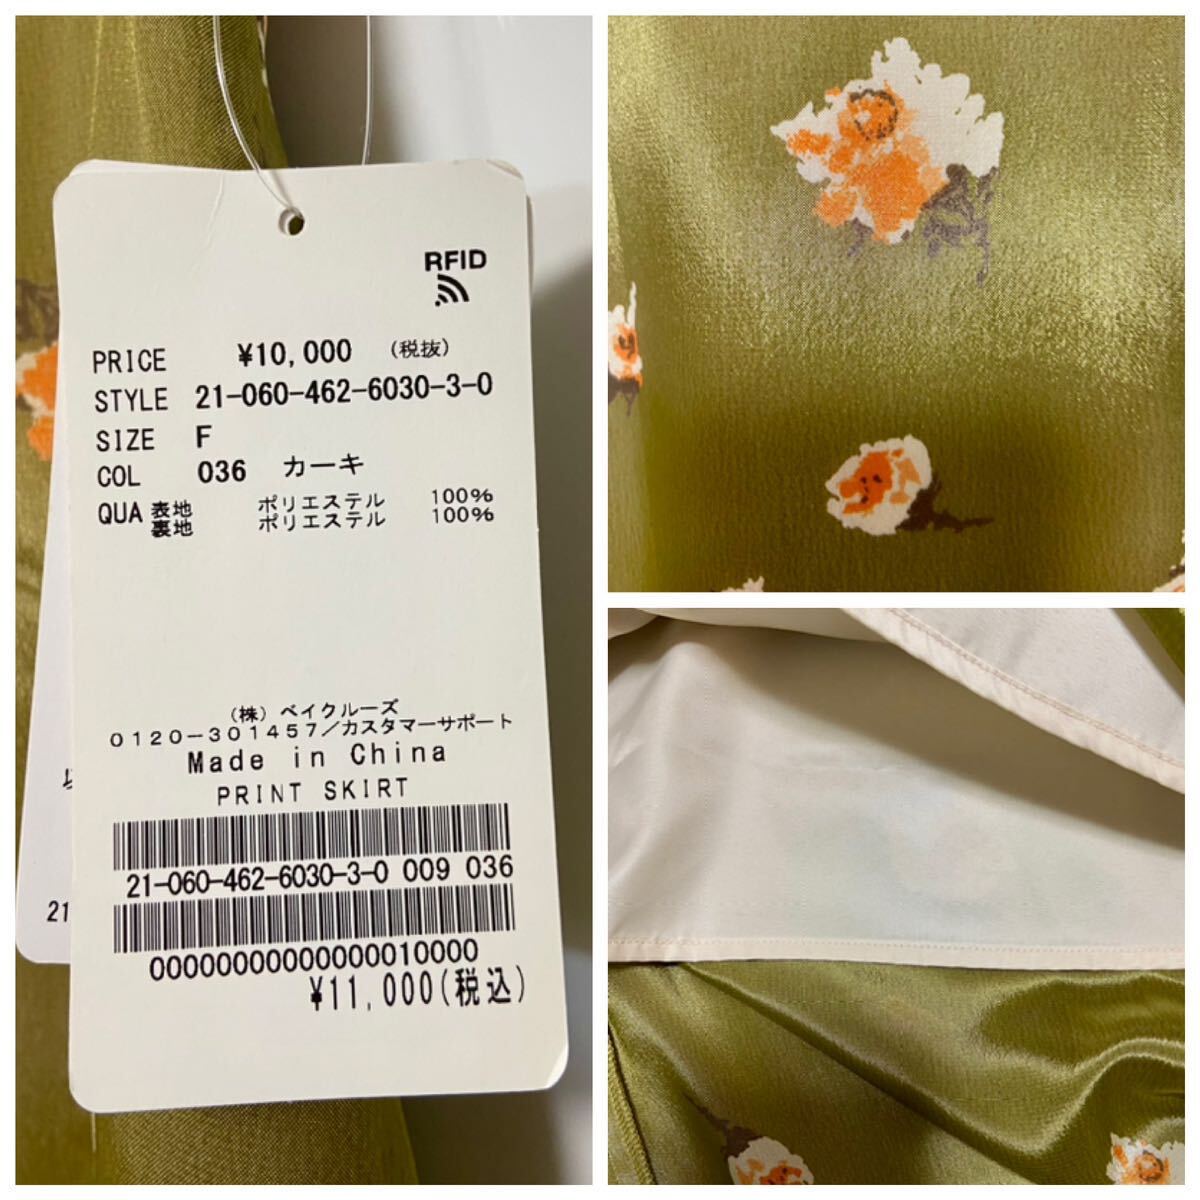 RFID
PRICE ¥10,000 (税抜)
STYLE 21-060-462-6030-3-0
SIZE F
COL 036 カーキ
QUA 表地 ポリエステル 100%
裏地 ポリエステル 100%
(株) ベイクルーズ
0120-301457/カスタマーサポート
Made in China
PRINT SKIRT
21-060-462-6030-3-0 009 036
00000000000000010000
¥11,000(税込)
21